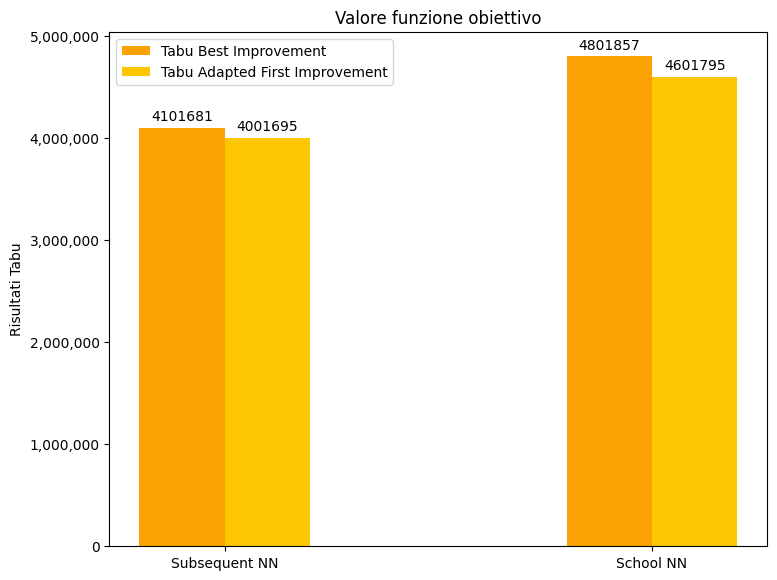 Valore funzione obiettivo
Tabu Best Improvement
Tabu Adapted First Improvement
Risultati Tabu
5,000,000
4,000,000
3,000,000
2,000,000
1,000,000
0
4101681
4001695
4801857
4601795
Subsequent NN
School NN